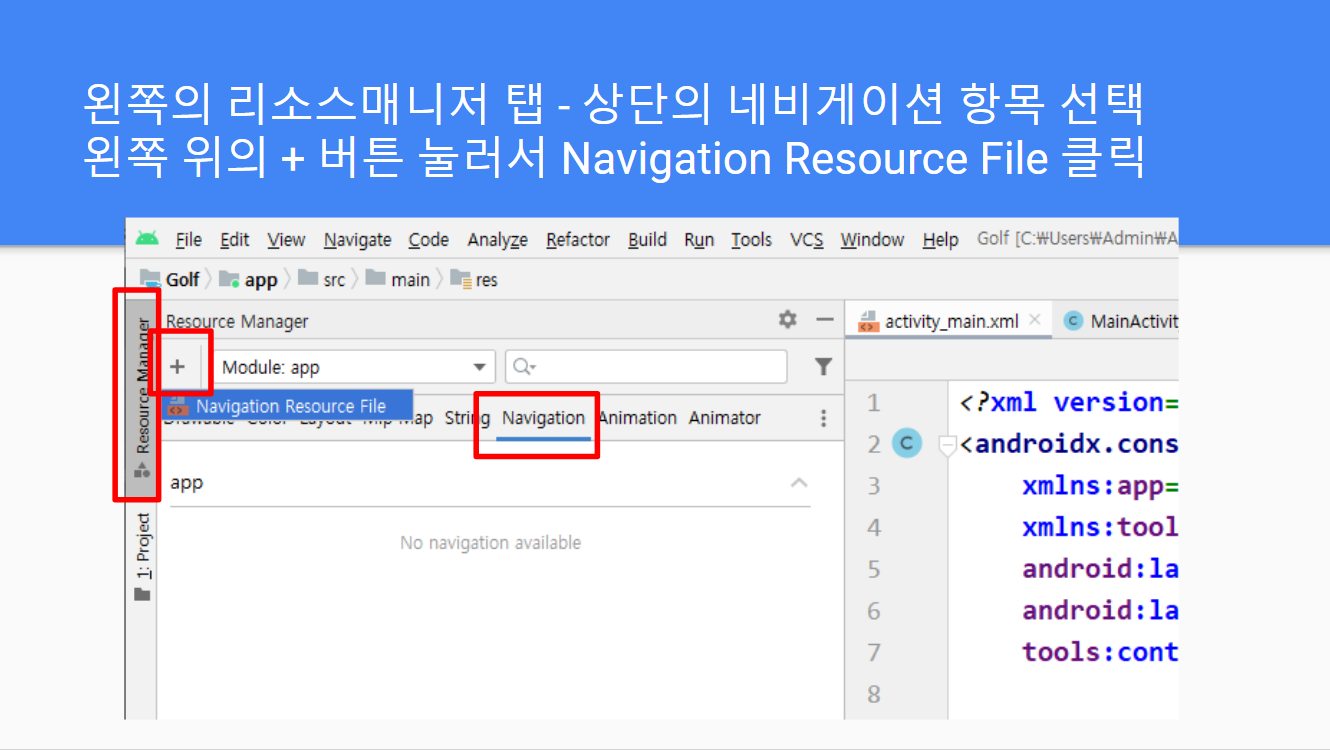 왼쪽의 리소스매니저 탭 - 상단의 네비게이션 항목 선택
왼쪽 위의 + 버튼 눌러서 Navigation Resource File 클릭
File Edit View Navigate Code Analyze Refactor Build Run Tools VCS Window Help Golf [C:₩Users₩Admin₩A
Golf app src main res
Resource Manager
activity_main.xml
MainActivit
+ Module: app
Navigation Resource File
String Navigation Animation Animator
app
No navigation available
Resource Manager
1: Project
1 <?xml version=
2 <androidx.cons
3 xmlns:app=
4 xmlns:tool
5 android:la
6 android:la
7 tools:cont
8